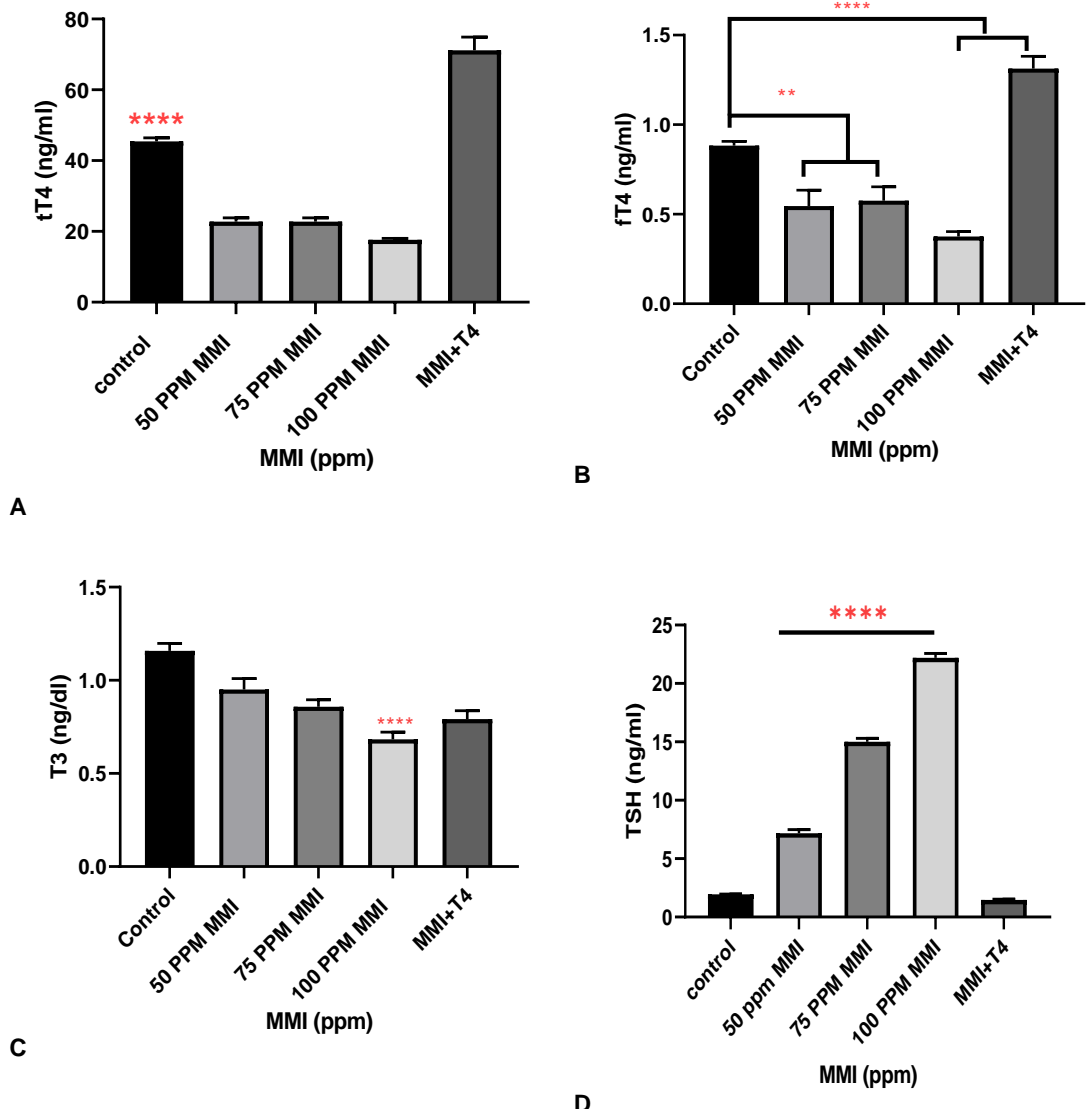 ****
tT4 (ng/ml)
80
60
40
20
0
control
50 PPM MMI
75 PPM MMI
100 PPM MMI
MMI+T4
MMI (ppm)
A
****
**
fT4 (ng/ml)
1.5
1.0
0.5
0.0
Control
50 PPM MMI
75 PPM MMI
100 PPM MMI
MMI+T4
MMI (ppm)
B
****
T3 (ng/dl)
1.5
1.0
0.5
0.0
Control
50 PPM MMI
75 PPM MMI
100 PPM MMI
MMI+T4
MMI (ppm)
C
****
TSH (ng/ml)
25
20
15
10
5
0
control
50 ppm MMI
75 PPM MMI
100 PPM MMI
MMI+T4
MMI (ppm)
D